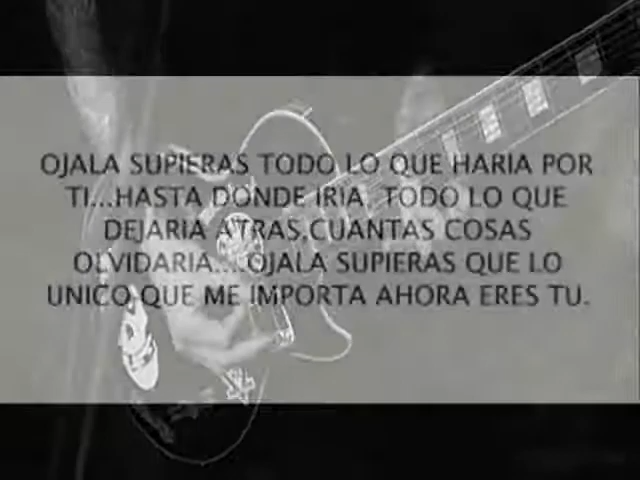 OJALA SUPIERAS TODO LO QUE HARIA POR
TI...HASTA DONDE IRIA, TODO LO QUE
DEJARIA ATRAS,CUANTAS COSAS
OLVIDARIA....OJALA SUPIERAS QUE LO
UNICO QUE ME IMPORTA AHORA ERES TU.